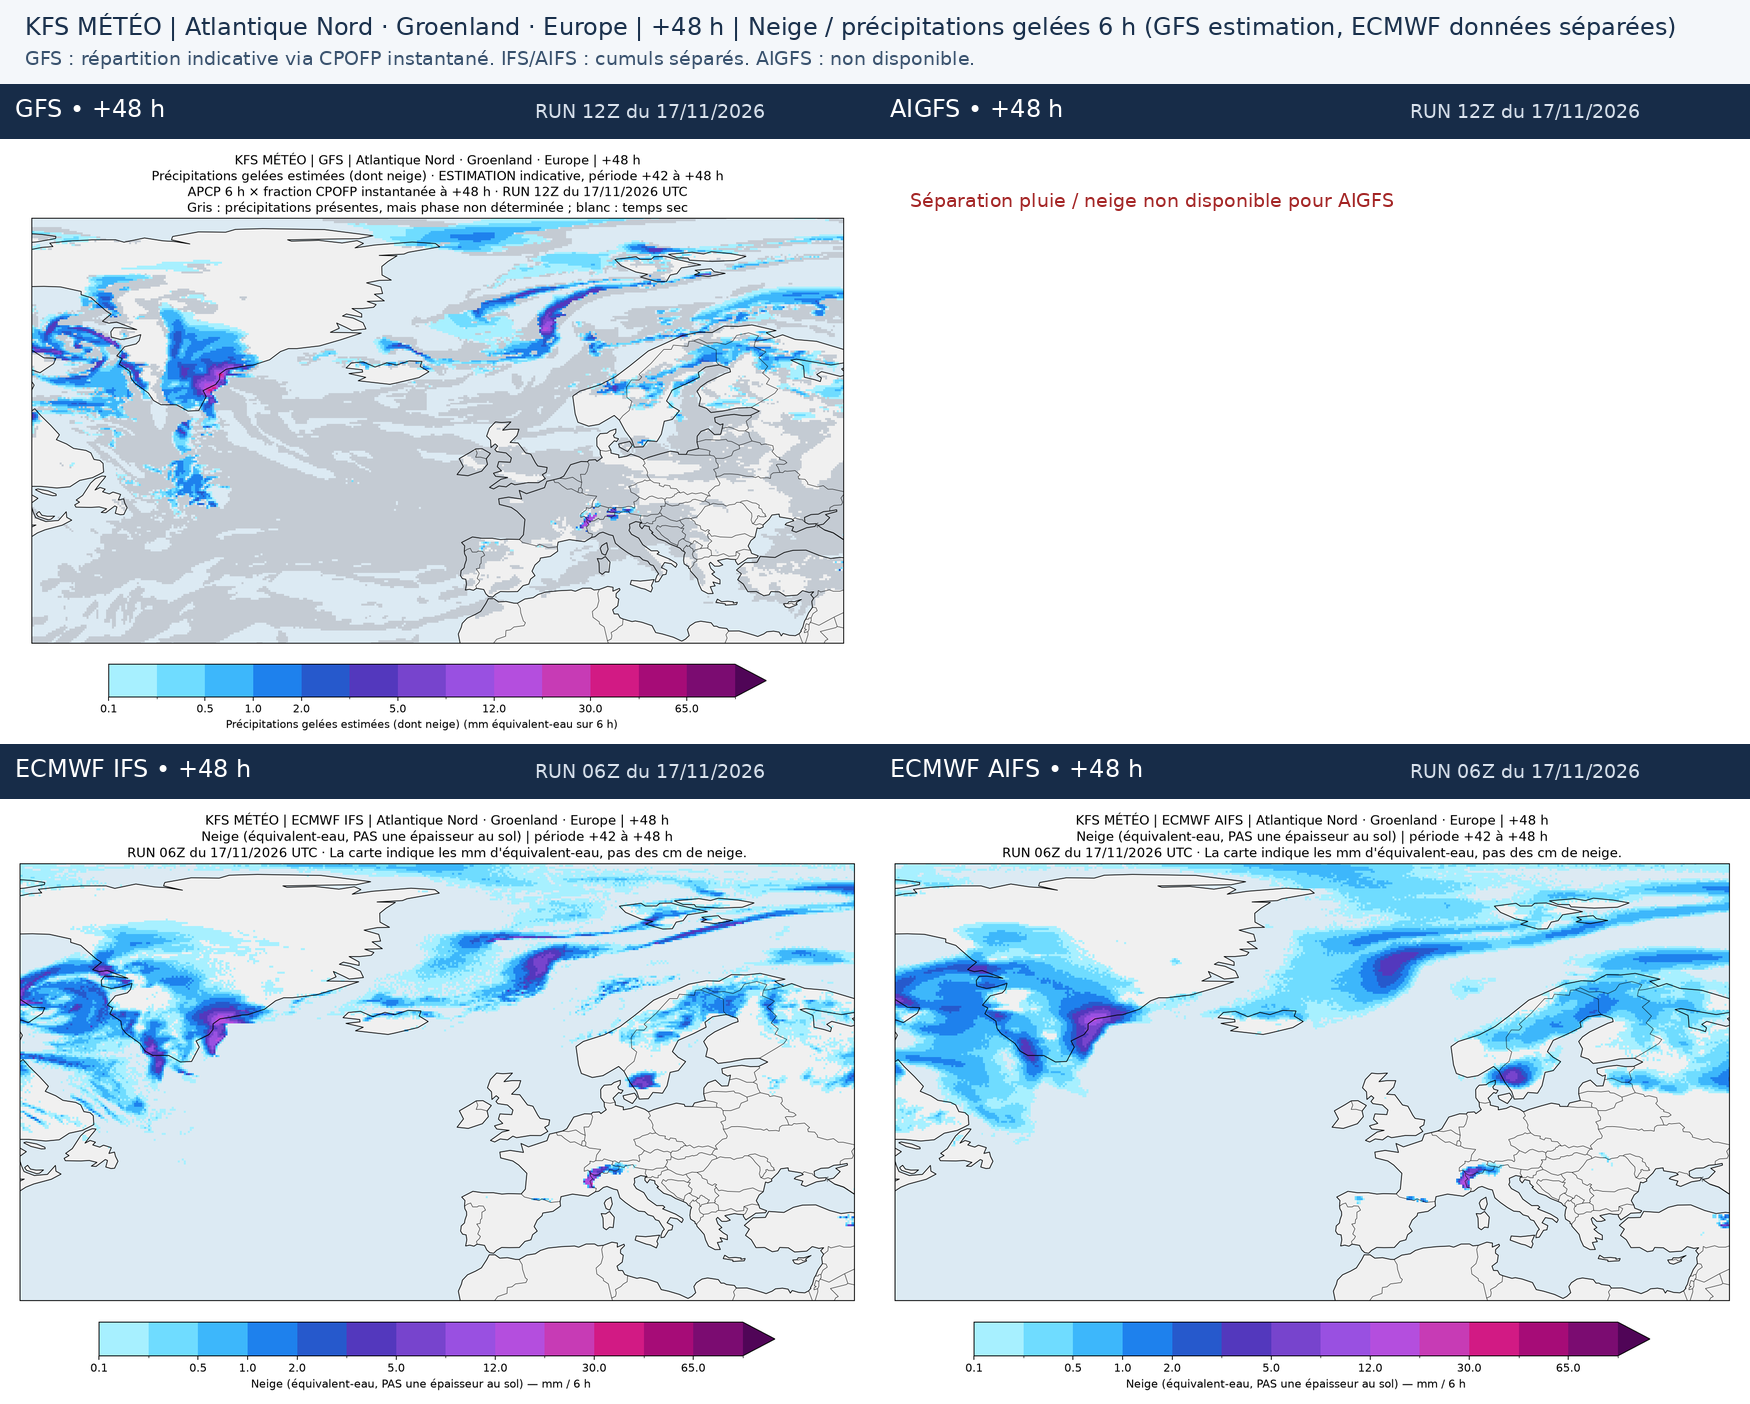 KFS MÉTÉO | Atlantique Nord · Groenland · Europe | +48 h | Neige / précipitations gelées 6 h (GFS estimation, ECMWF données séparées)
GFS : répartition indicative via CPOFP instantané. IFS/AIFS : cumuls séparés. AIGFS : non disponible.
GFS • +48 h
RUN 12Z du 17/11/2026
AIGFS • +48 h
RUN 12Z du 17/11/2026
KFS MÉTÉO | GFS | Atlantique Nord · Groenland · Europe | +48 h
Précipitations gelées estimées (dont neige) · ESTIMATION indicative, période +42 à +48 h
APCP 6 h × fraction CPOFP instantanée à +48 h · RUN 12Z du 17/11/2026 UTC
Gris : précipitations présentes, mais phase non déterminée ; blanc : temps sec
Séparation pluie / neige non disponible pour AIGFS
0.1 0.5 1.0 2.0 5.0 12.0 30.0 65.0
Précipitations gelées estimées (dont neige) (mm équivalent-eau sur 6 h)
ECMWF IFS • +48 h
RUN 06Z du 17/11/2026
ECMWF AIFS • +48 h
RUN 06Z du 17/11/2026
KFS MÉTÉO | ECMWF IFS | Atlantique Nord · Groenland · Europe | +48 h
Neige (équivalent-eau, PAS une épaisseur au sol) | période +42 à +48 h
RUN 06Z du 17/11/2026 UTC · La carte indique les mm d'équivalent-eau, pas des cm de neige.
0.1 0.5 1.0 2.0 5.0 12.0 30.0 65.0
Neige (équivalent-eau, PAS une épaisseur au sol) — mm / 6 h
KFS MÉTÉO | ECMWF AIFS | Atlantique Nord · Groenland · Europe | +48 h
Neige (équivalent-eau, PAS une épaisseur au sol) | période +42 à +48 h
RUN 06Z du 17/11/2026 UTC · La carte indique les mm d'équivalent-eau, pas des cm de neige.
0.1 0.5 1.0 2.0 5.0 12.0 30.0 65.0
Neige (équivalent-eau, PAS une épaisseur au sol) — mm / 6 h